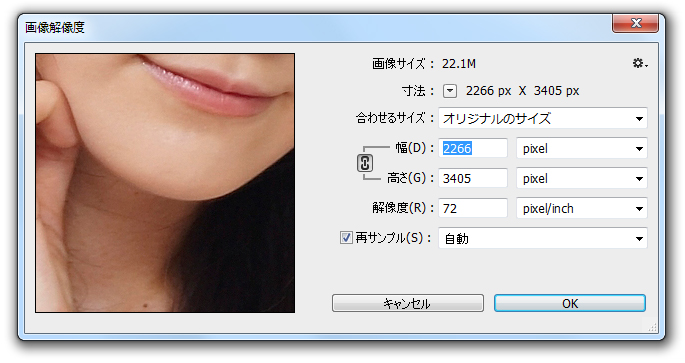 画像解像度
画像サイズ： 22.1M
寸法： 2266 px X 3405 px
合わせるサイズ： オリジナルのサイズ
幅(D)： 2266 pixel
高さ(G)： 3405 pixel
解像度(R)： 72 pixel/inch
再サンプル(S)： 自動
キャンセル OK